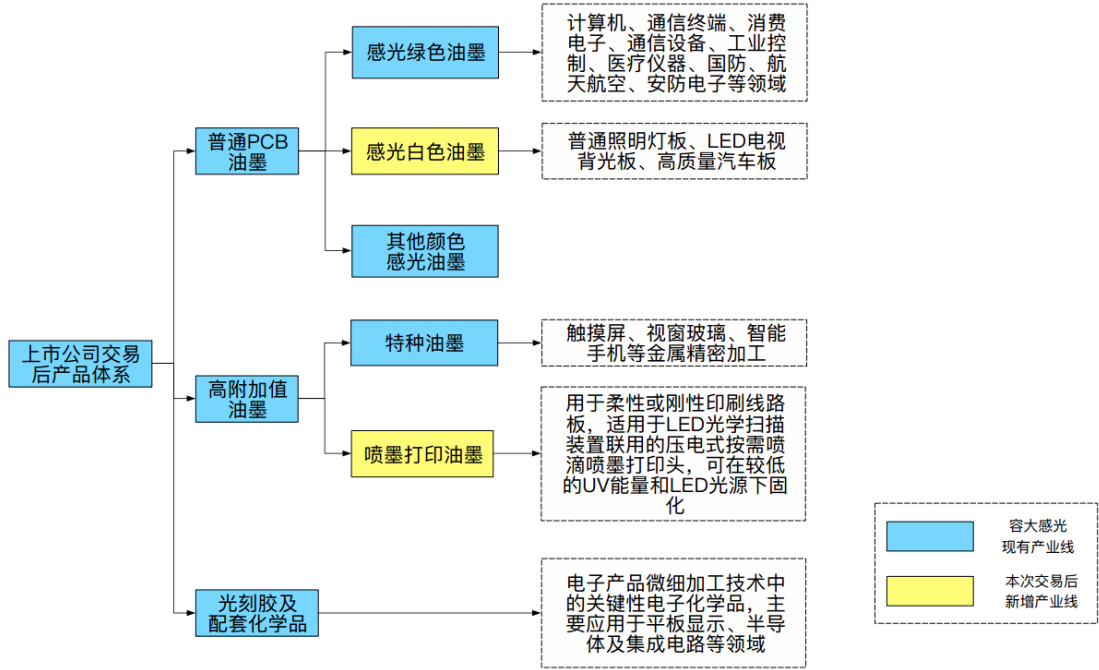 感光绿色油墨
计算机、通信终端、消费
电子、通信设备、工业控
制、医疗仪器、国防、航
天航空、安防电子等领域
普通PCB
油墨
感光白色油墨
普通照明灯板、LED电视
背光板、高质量汽车板
其他颜色
感光油墨
上市公司交易
后产品体系
特种油墨
触摸屏、视窗玻璃、智能
手机等金属精密加工
高附加值
油墨
喷墨打印油墨
用于柔性或刚性印刷线路
板，适用于LED光学扫描
装置联用的压电式按需喷
滴喷墨打印头，可在较低
的UV能量和LED光源下固
化
光刻胶及
配套化学品
电子产品微细加工技术中
的关键性电子化学品，主
要应用于平板显示、半导
体及集成电路等领域
容大感光
现有产业线
本次交易后
新增产业线